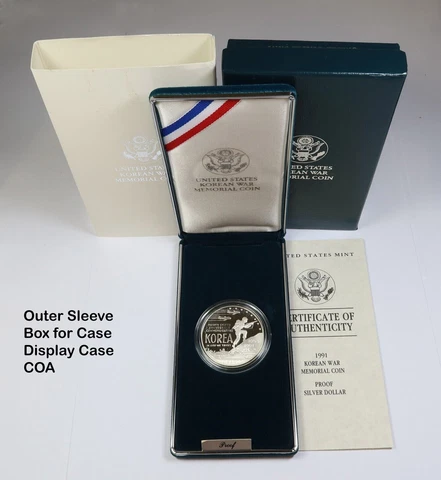 UNITED STATES
KOREAN WAR
MEMORIAL COIN
UNITED STATES
KOREAN WAR
MEMORIAL COIN
UNITED STATES
KOREAN WAR
MEMORIAL COIN
UNITED STATES MINT
CERTIFICATE OF
AUTHENTICITY
1991
KOREAN WAR
MEMORIAL COIN
PROOF
SILVER DOLLAR
KOREA
Proof
Outer Sleeve
Box for Case
Display Case
COA